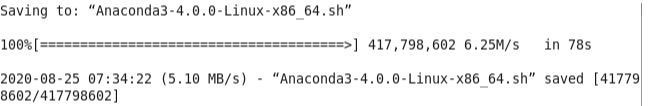 Saving to: “Anaconda3-4.0.0-Linux-x86_64.sh”
100%[======================================>] 417,798,602 6.25M/s   in 78s
2020-08-25 07:34:22 (5.10 MB/s) - “Anaconda3-4.0.0-Linux-x86_64.sh” saved [41779
8602/417798602]